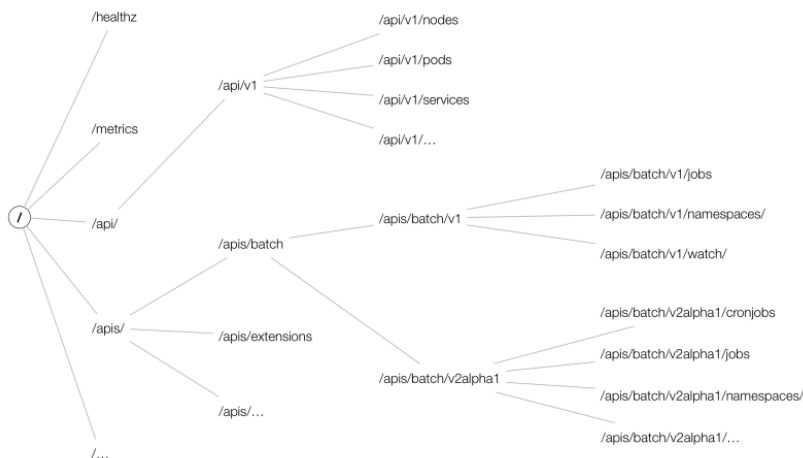 /healthz
/metrics
/
/api/
/apis/
/…
/api/v1
/apis/batch
/apis/extensions
/apis/…
/api/v1/nodes
/api/v1/pods
/api/v1/services
/api/v1/…
/apis/batch/v1
/apis/batch/v2alpha1
/apis/batch/v1/jobs
/apis/batch/v1/namespaces/
/apis/batch/v1/watch/
/apis/batch/v2alpha1/cronjobs
/apis/batch/v2alpha1/jobs
/apis/batch/v2alpha1/namespaces/
/apis/batch/v2alpha1/…